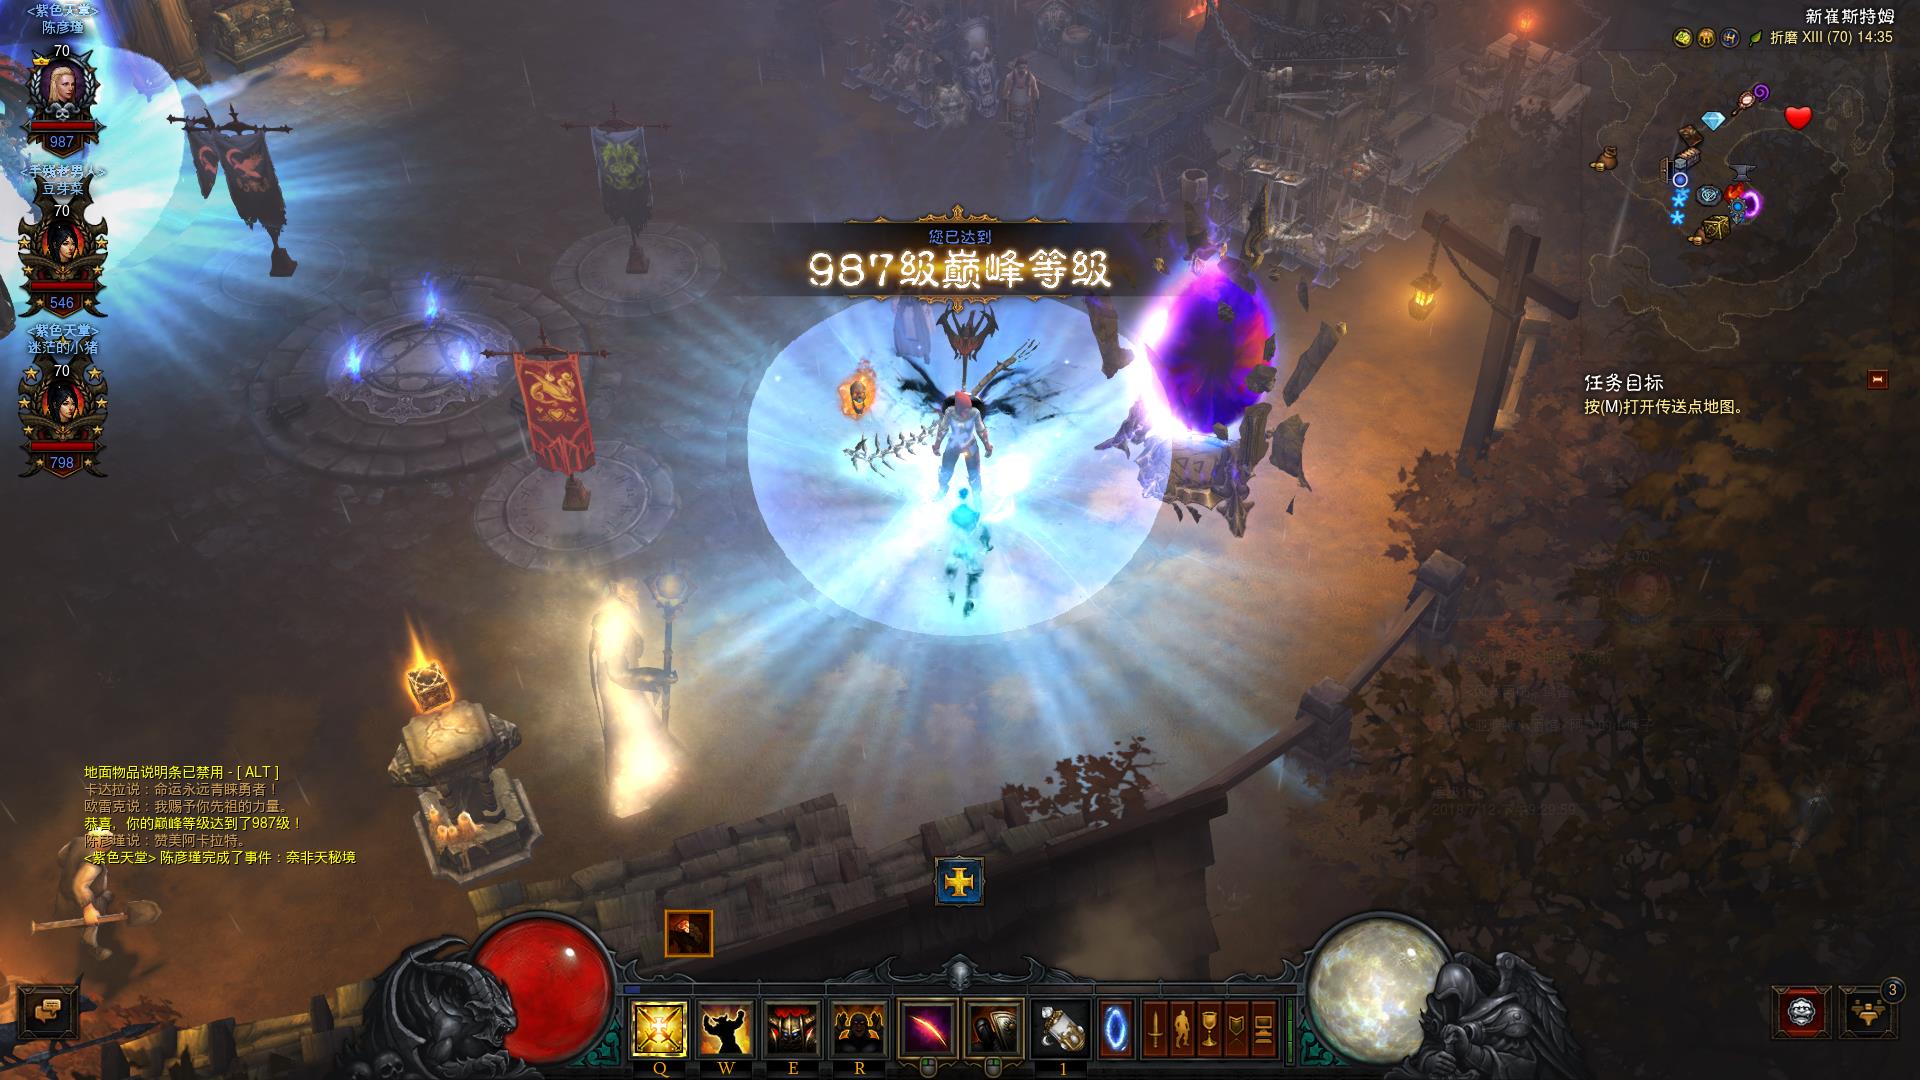 <紫色天堂>
陈彦瑾
70
987
<手残老男人>
豆芽菜
70
546
<紫色天堂>
迷茫的小猪
70
798
您已达到
987级巅峰等级
新崔斯特姆
折磨 XIII (70) 14:35
任务目标
按(M)打开传送点地图。
地面物品说明条已禁用 - [ ALT ]
卡达拉说：命运永远青睐勇者！
欧雷克说：我赐予你先祖的力量。
恭喜，你的巅峰等级达到了987级！
陈彦瑾说：赞美阿卡拉特。
<紫色天堂> 陈彦瑾完成了事件：奈非天秘境
Q
W
E
R
1
3